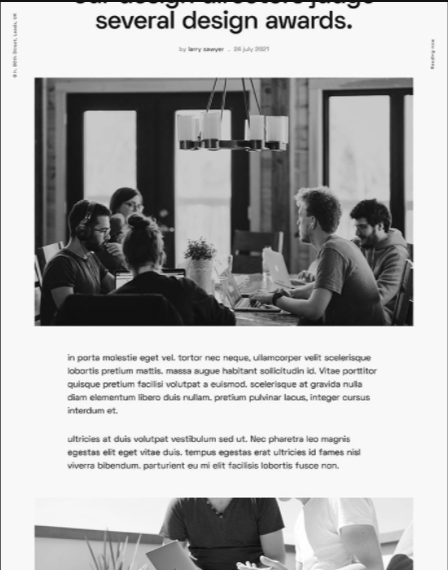 our design directors judge
several design awards.
by larry sawyer . 26 july 2021
in porta molestie eget vel. tortor nec neque, ullamcorper velit scelerisque
lobortis pretium mattis. massa augue habitant sollicitudin id. Vitae porttitor
quisque pretium facilisi volutpat a euismod. scelerisque at gravida nulla
diam elementum libero duis nullam. pretium pulvinar lacus, integer cursus
interdum et.
ultricies at duis volutpat vestibulum sed ut. Nec pharetra leo magnis
egestas elit eget vitae duis. tempus egestas erat ultricies id fames nisl
viverra bibendum. parturient eu mi elit facilisis lobortis fusce non.
Reading now